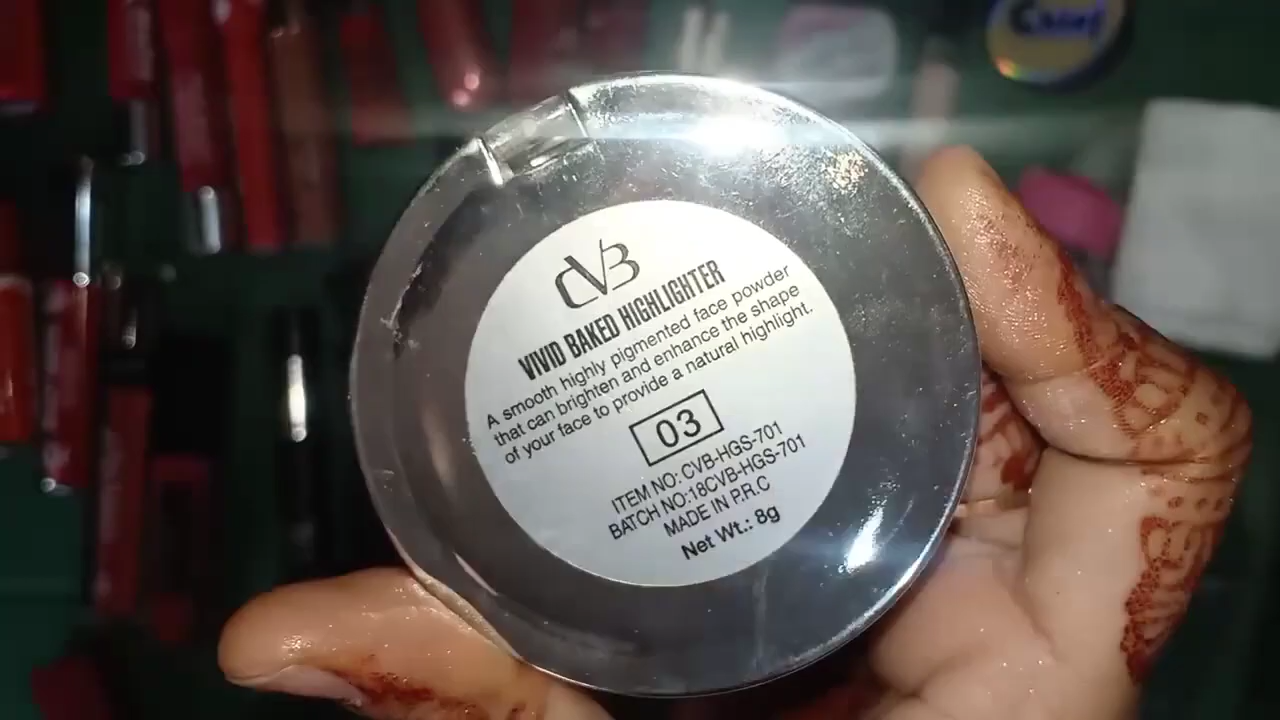 CVB
VIVID BAKED HIGHLIGHTER
A smooth highly pigmented face powder
that can brighten and enhance the shape
of your face to provide a natural highlight.
03
ITEM NO: CVB-HGS-701
BATCH NO:18CVB-HGS-701
MADE IN P.R.C
Net Wt.: 8g